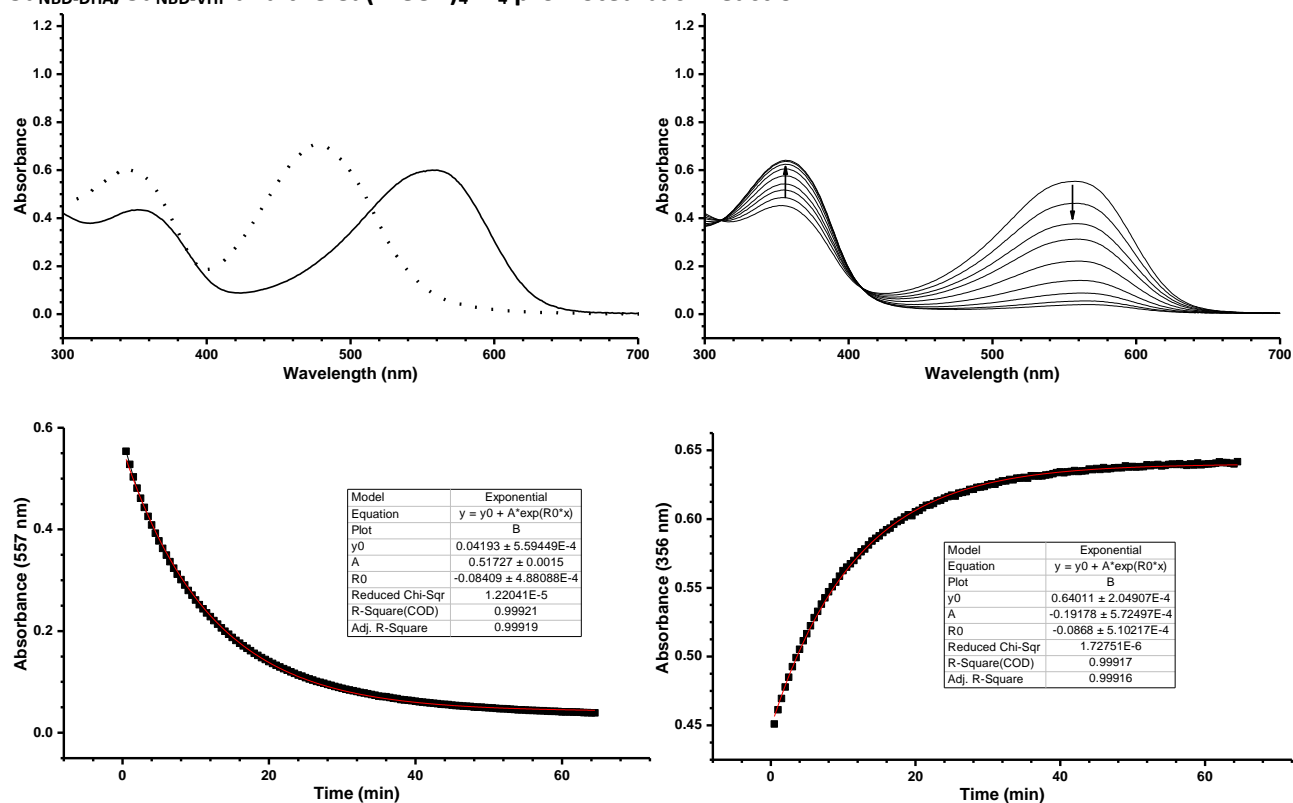 NBD-DHA NBD-VHF
1.2
1.0
0.8
0.6
0.4
0.2
0.0
Absorbance
300 400 500 600 700
Wavelength (nm)
1.2
1.0
0.8
0.6
0.4
0.2
0.0
Absorbance
300 400 500 600 700
Wavelength (nm)
0.6
0.4
0.2
0.0
Absorbance (557 nm)
Model Exponential
Equation y = y0 + A*exp(R0*x)
Plot B
y0 0.04193 ± 5.59449E-4
A 0.51727 ± 0.0015
R0 -0.08409 ± 4.88088E-4
Reduced Chi-Sqr 1.22041E-5
R-Square(COD) 0.99921
Adj. R-Square 0.99919
0 20 40 60
Time (min)
0.65
0.60
0.55
0.50
0.45
Absorbance (356 nm)
Model Exponential
Equation y = y0 + A*exp(R0*x)
Plot B
y0 0.64011 ± 2.04907E-4
A -0.19178 ± 5.72497E-4
R0 -0.0868 ± 5.10217E-4
Reduced Chi-Sqr 1.72751E-6
R-Square(COD) 0.99917
Adj. R-Square 0.99916
0 20 40 60
Time (min)